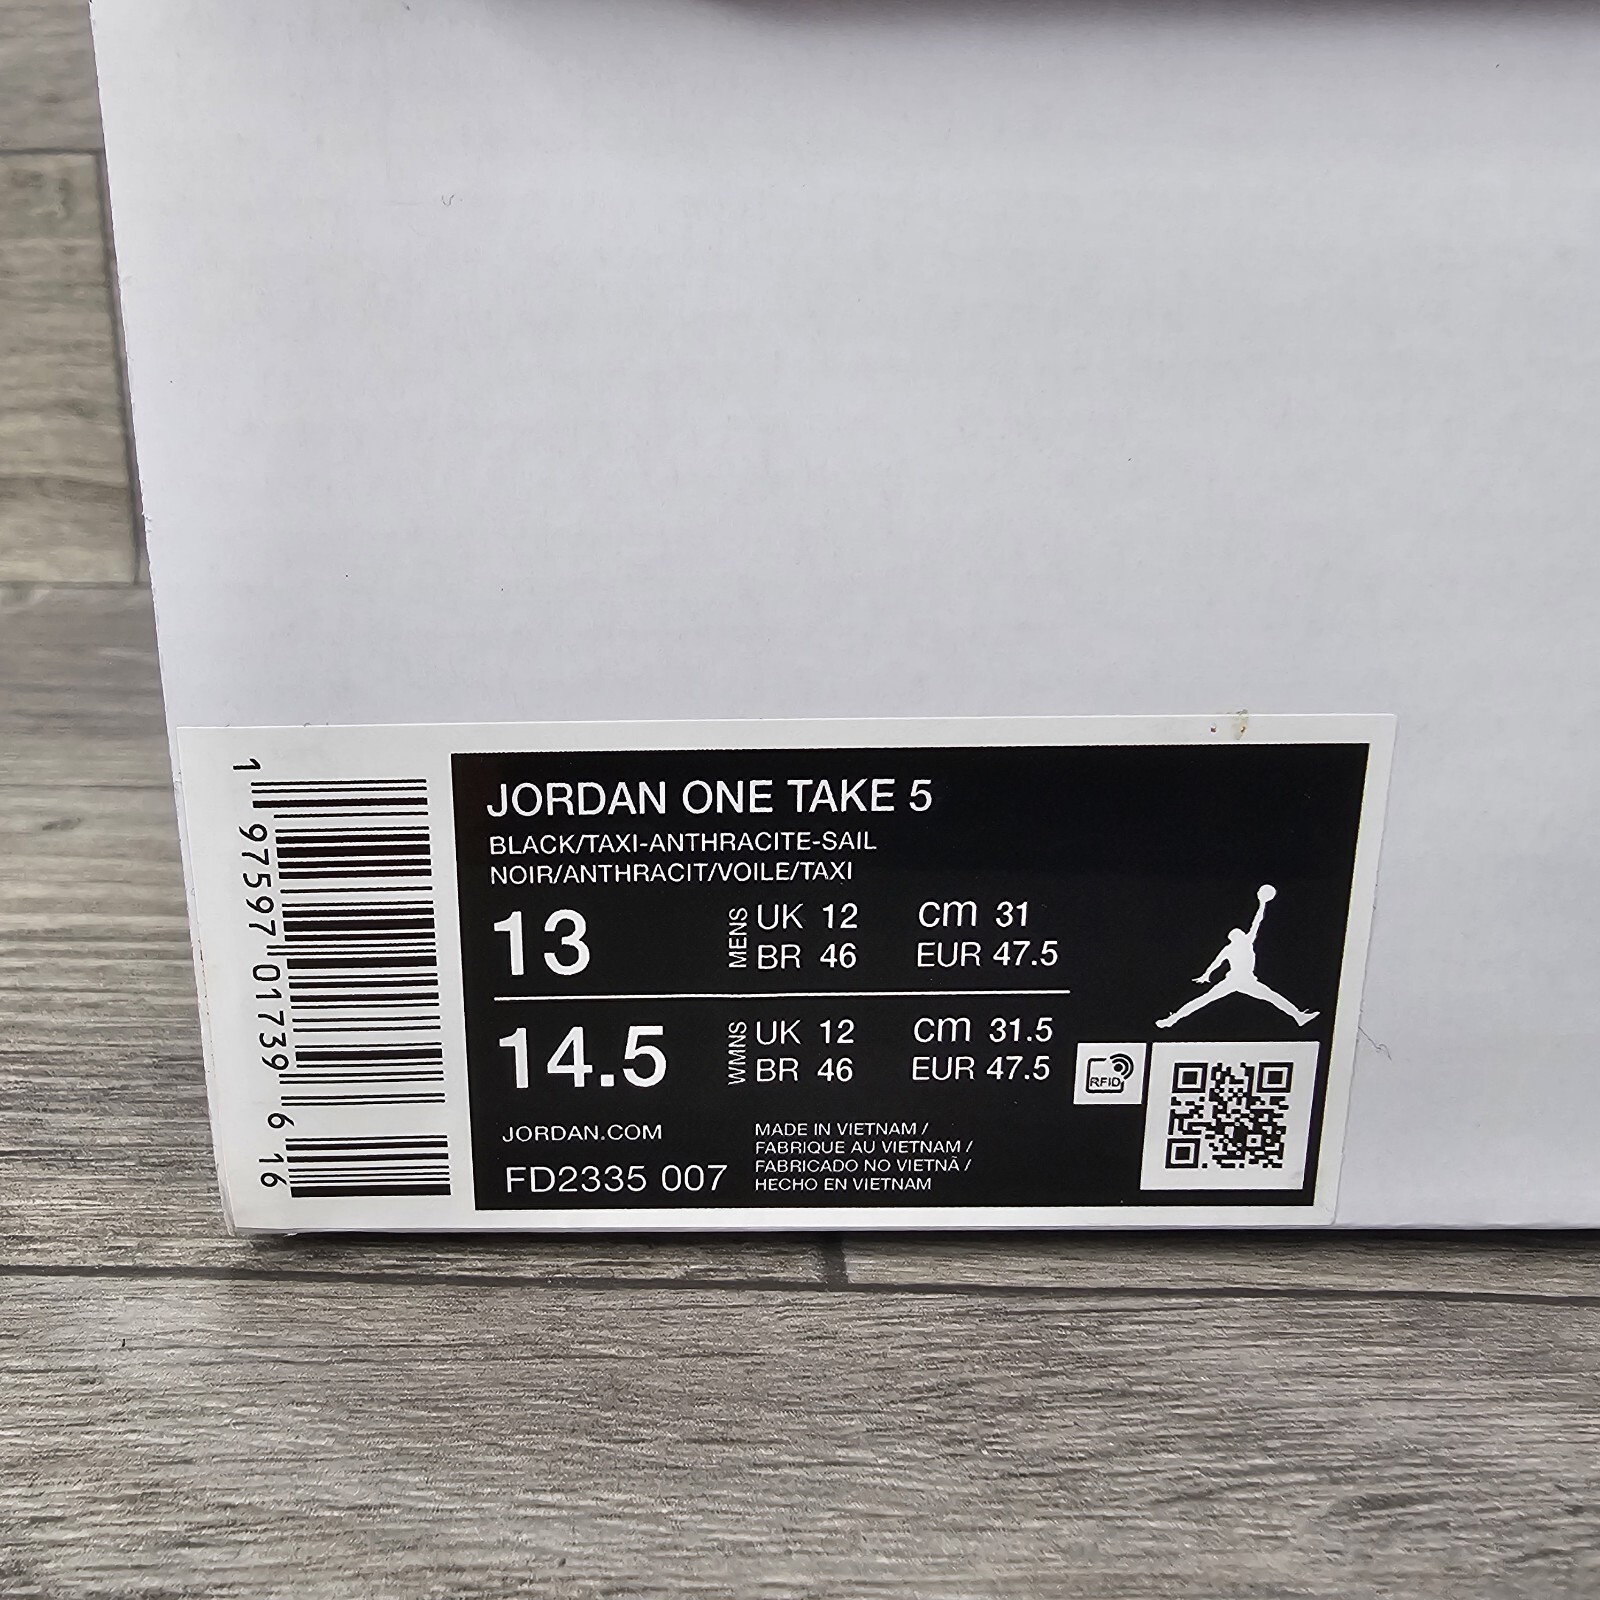 JORDAN ONE TAKE 5
BLACK/TAXI-ANTHRACITE-SAIL
NOIR/ANTHRACIT/VOILE/TAXI
13 MENS UK 12 cm 31
BR 46 EUR 47.5
14.5 WMNS UK 12 cm 31.5
BR 46 EUR 47.5
RFID
JORDAN.COM
FD2335 007
MADE IN VIETNAM /
FABRIQUE AU VIETNAM /
FABRICADO NO VIETNÃ /
HECHO EN VIETNAM
1 97597 01739 6 16